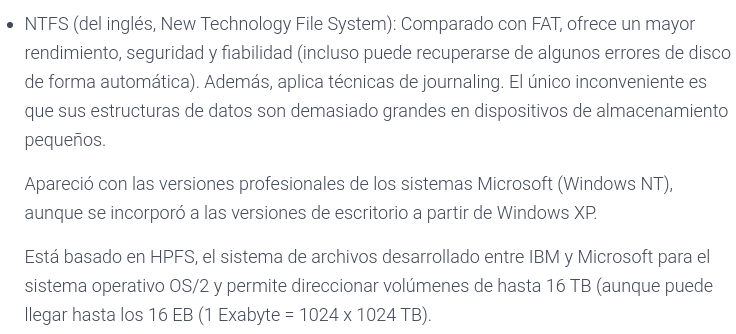 • NTFS (del inglés, New Technology File System): Comparado con FAT, ofrece un mayor
rendimiento, seguridad y fiabilidad (incluso puede recuperarse de algunos errores de disco
de forma automática). Además, aplica técnicas de journaling. El único inconveniente es
que sus estructuras de datos son demasiado grandes en dispositivos de almacenamiento
pequeños.
Apareció con las versiones profesionales de los sistemas Microsoft (Windows NT),
aunque se incorporó a las versiones de escritorio a partir de Windows XP.
Está basado en HPFS, el sistema de archivos desarrollado entre IBM y Microsoft para el
sistema operativo OS/2 y permite direccionar volúmenes de hasta 16 TB (aunque puede
llegar hasta los 16 EB (1 Exabyte = 1024 x 1024 TB).